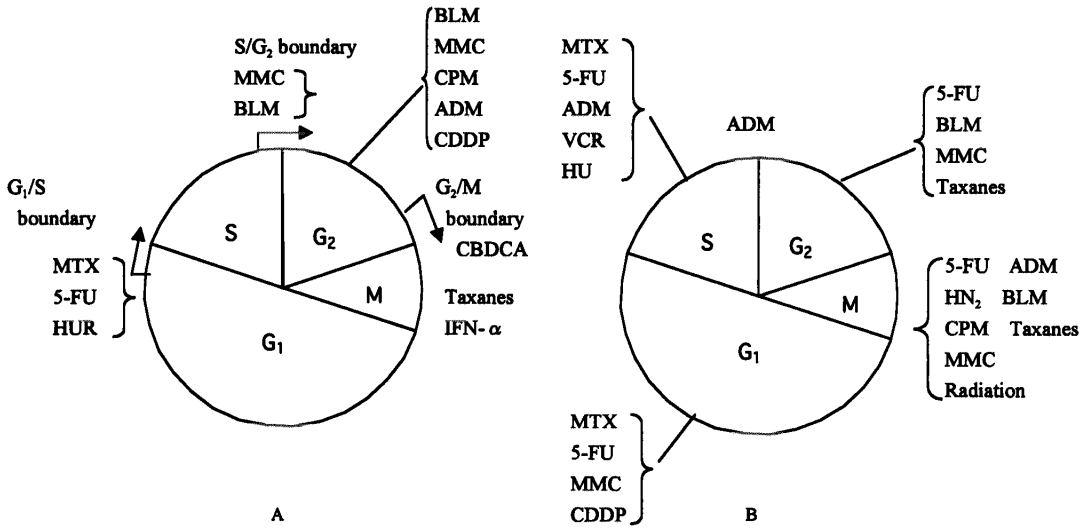 BLM
MMC
CPM
ADM
CDDP
S/G₂ boundary
MMC
BLM
G₁/S
boundary
MTX
5-FU
HUR
G₂/M
boundary
CBDCA
Taxanes
IFN- α
S
G₂
M
G₁
A
MTX
5-FU
ADM
VCR
HU
ADM
5-FU
BLM
MMC
Taxanes
5-FU ADM
HN₂ BLM
CPM Taxanes
MMC
Radiation
S
G₂
M
G₁
MTX
5-FU
MMC
CDDP
B